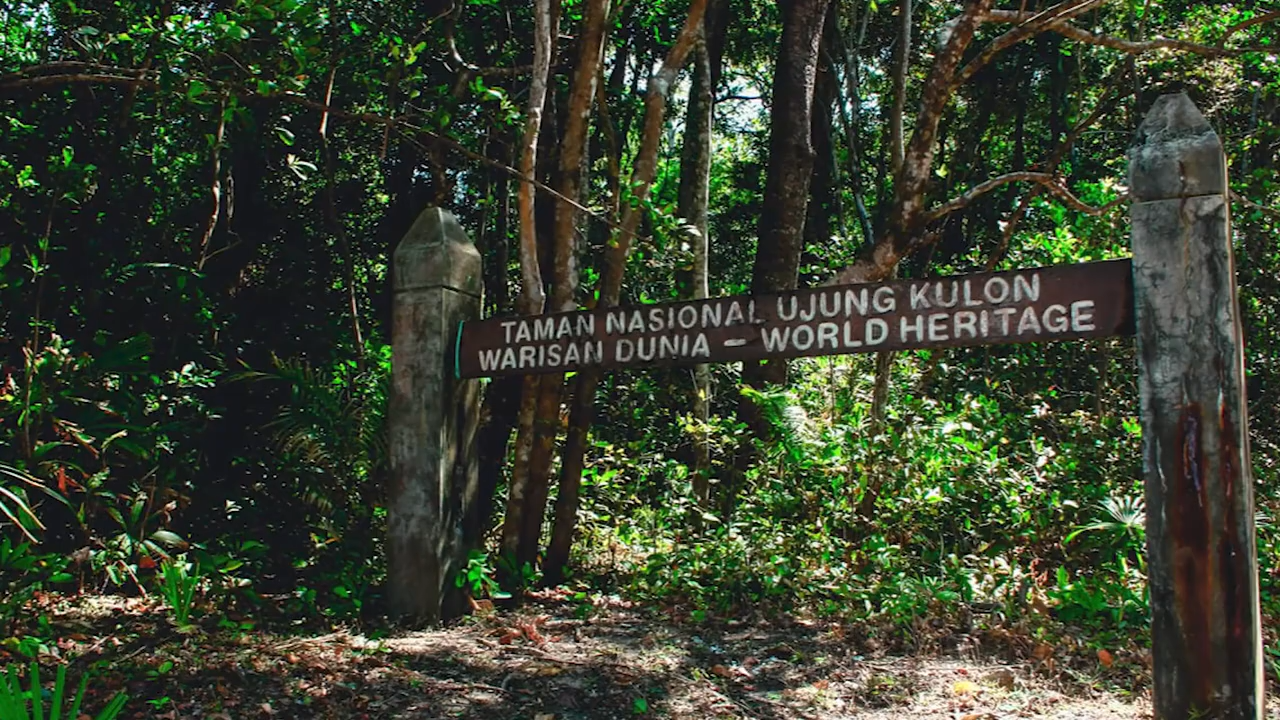 TAMAN NASIONAL UJUNG KULON
WARISAN DUNIA – WORLD HERITAGE